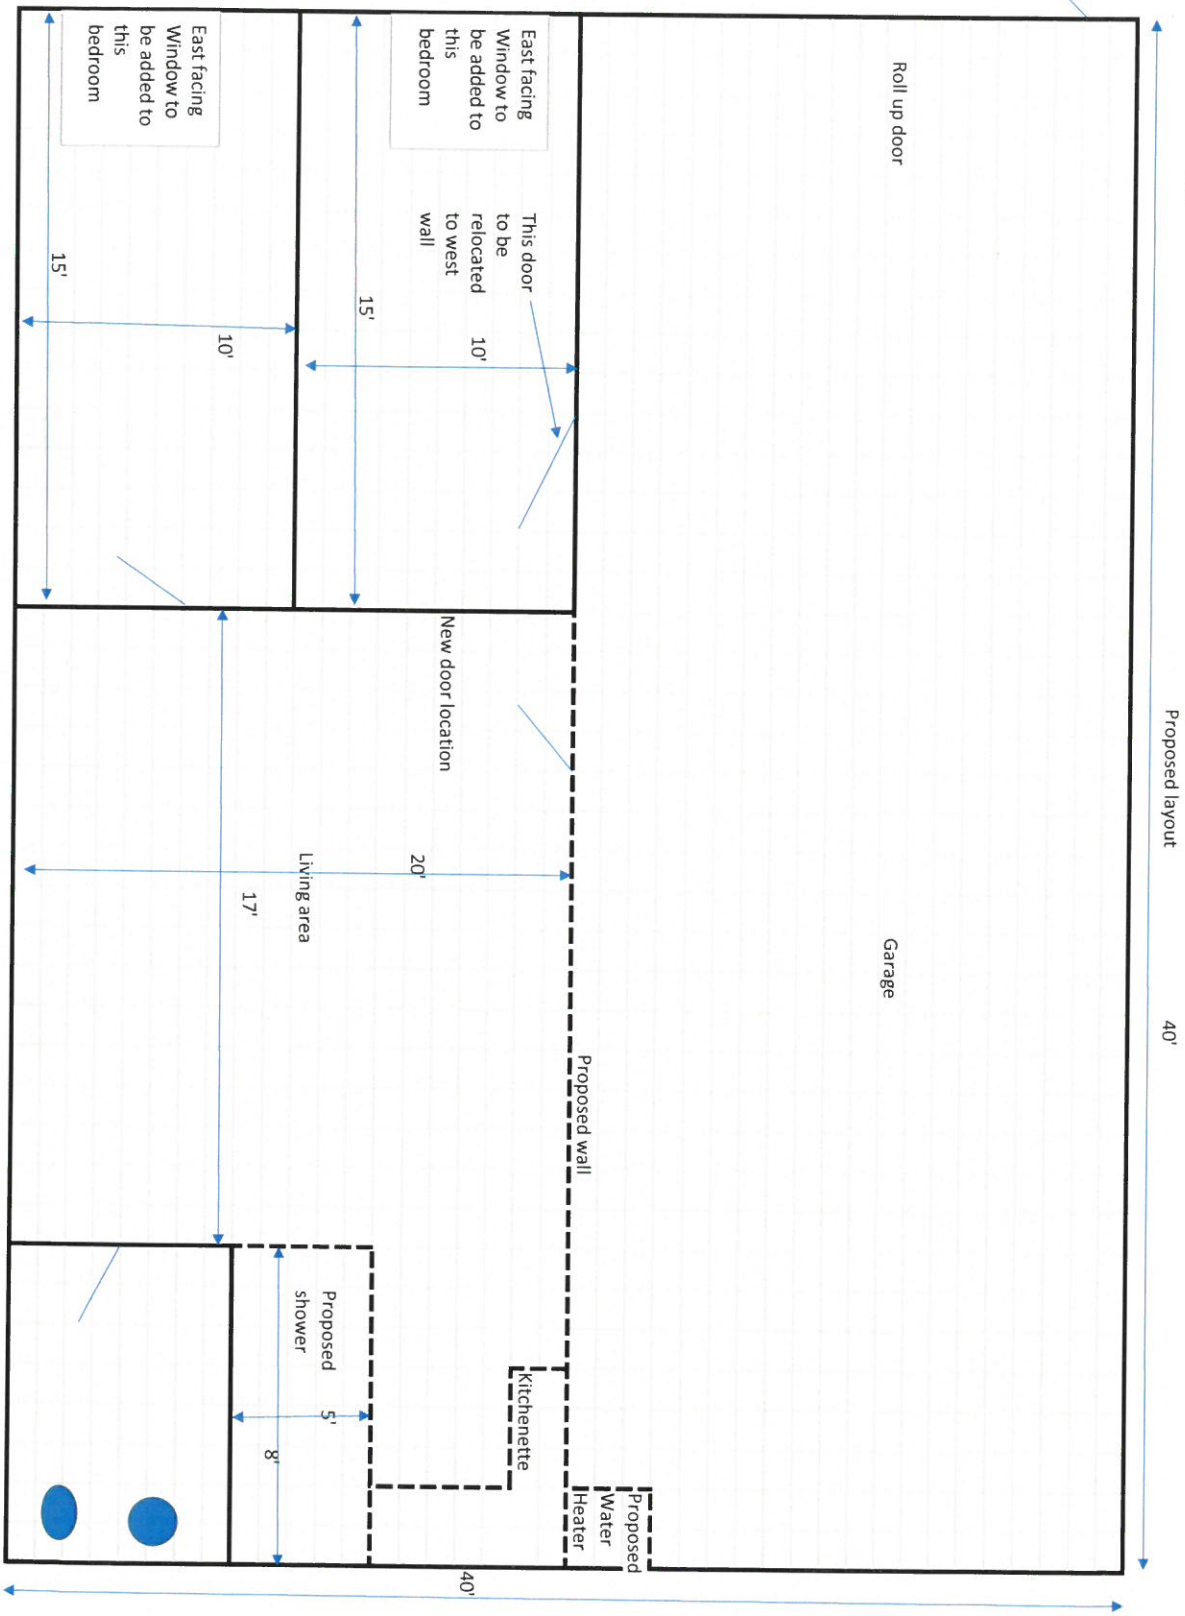 Proposed layout
40'
Roll up door
Garage
East facing
Window to
be added to
this
bedroom
This door
to be
relocated
to west
wall
10'
15'
East facing
Window to
be added to
this
bedroom
10'
15'
New door location
20'
Living area
17'
Proposed wall
Proposed
Water
Heater
Kitchenette
Proposed
shower
5'
8'
40'